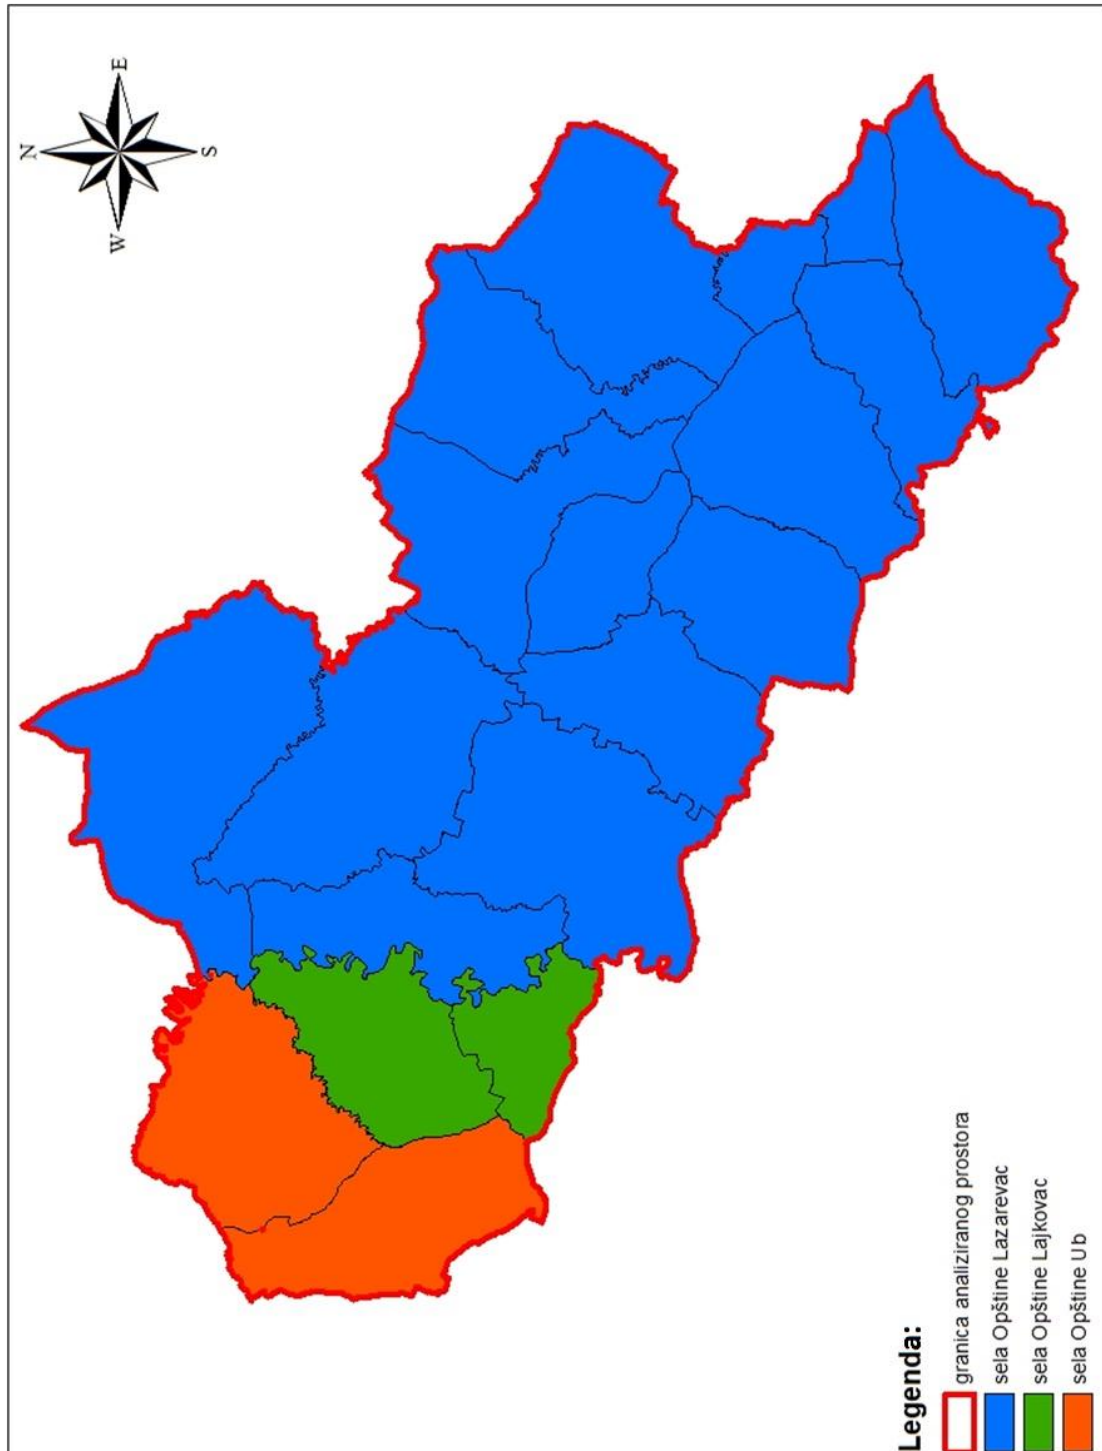 N
W
E
S
Legenda:
granica analiziranog prostora
sela Opštine Lazarevac
sela Opštine Lajkovac
sela Opštine Ub